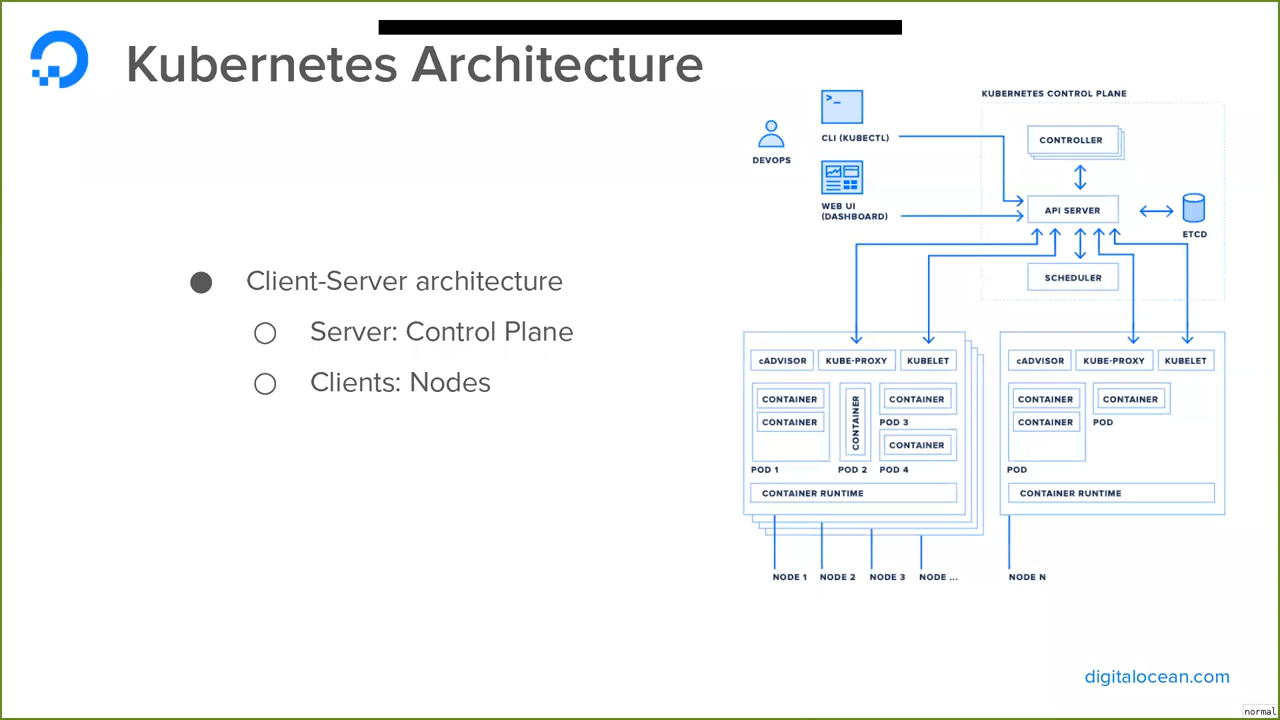 Kubernetes Architecture
Client-Server architecture
Server: Control Plane
Clients: Nodes
KUBERNETES CONTROL PLANE
>_
CLI (KUBECTL)
DEVOPS
CONTROLLER
WEB UI
(DASHBOARD)
API SERVER
ETCD
SCHEDULER
cADVISOR KUBE-PROXY KUBELET
CONTAINER
CONTAINER
POD 1
CONTAINER
POD 2
CONTAINER
POD 3
CONTAINER
POD 4
CONTAINER RUNTIME
NODE 1 NODE 2 NODE 3 NODE ...
cADVISOR KUBE-PROXY KUBELET
CONTAINER
CONTAINER
POD
CONTAINER
POD
CONTAINER RUNTIME
NODE N
digitalocean.com
normal